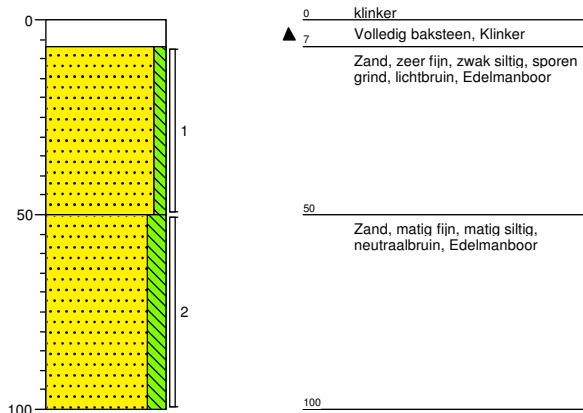 0
50
100
1
2
0
klinker
7
Volledig baksteen, Klinker
Zand, zeer fijn, zwak siltig, sporen
grind, lichtbruin, Edelmanboor
50
Zand, matig fijn, matig siltig,
neutraalbruin, Edelmanboor
100